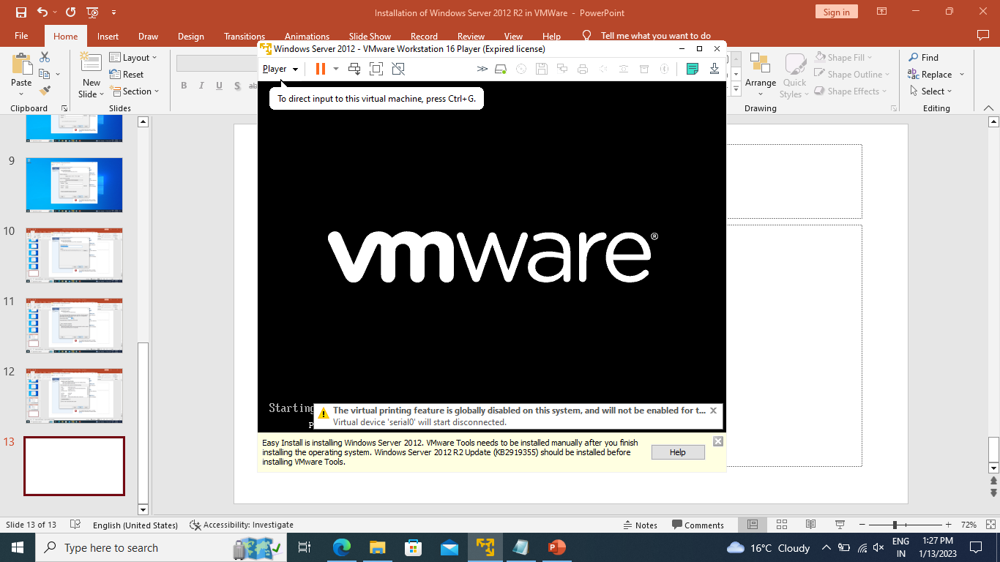 Installation of Windows Server 2012 R2 in VMWare - PowerPoint
Sign in
File
Home
Insert
Draw
Design
Transitions
Animations
Slide Show
Record
Review
View
Help
Tell me what you want to do
Paste
Clipboard
New
Slide
Layout
Reset
Section
Slides
B
I
U
S
ab
Arrange
Quick
Styles
Shape Fill
Shape Outline
Shape Effects
Drawing
Find
Replace
Select
Editing
Windows Server 2012 - VMware Workstation 16 Player (Expired license)
Player
To direct input to this virtual machine, press Ctrl+G.
vmware®
Starting
The virtual printing feature is globally disabled on this system, and will not be enabled for t...
Virtual device 'serial0' will start disconnected.
Easy Install is installing Windows Server 2012. VMware Tools needs to be installed manually after you finish
installing the operating system. Windows Server 2012 R2 Update (KB2919355) should be installed before
installing VMware Tools.
Help
9
10
11
12
13
Slide 13 of 13
English (United States)
Accessibility: Investigate
Notes
Comments
72%
Type here to search
16°C Cloudy
ENG
IN
1:27 PM
1/13/2023